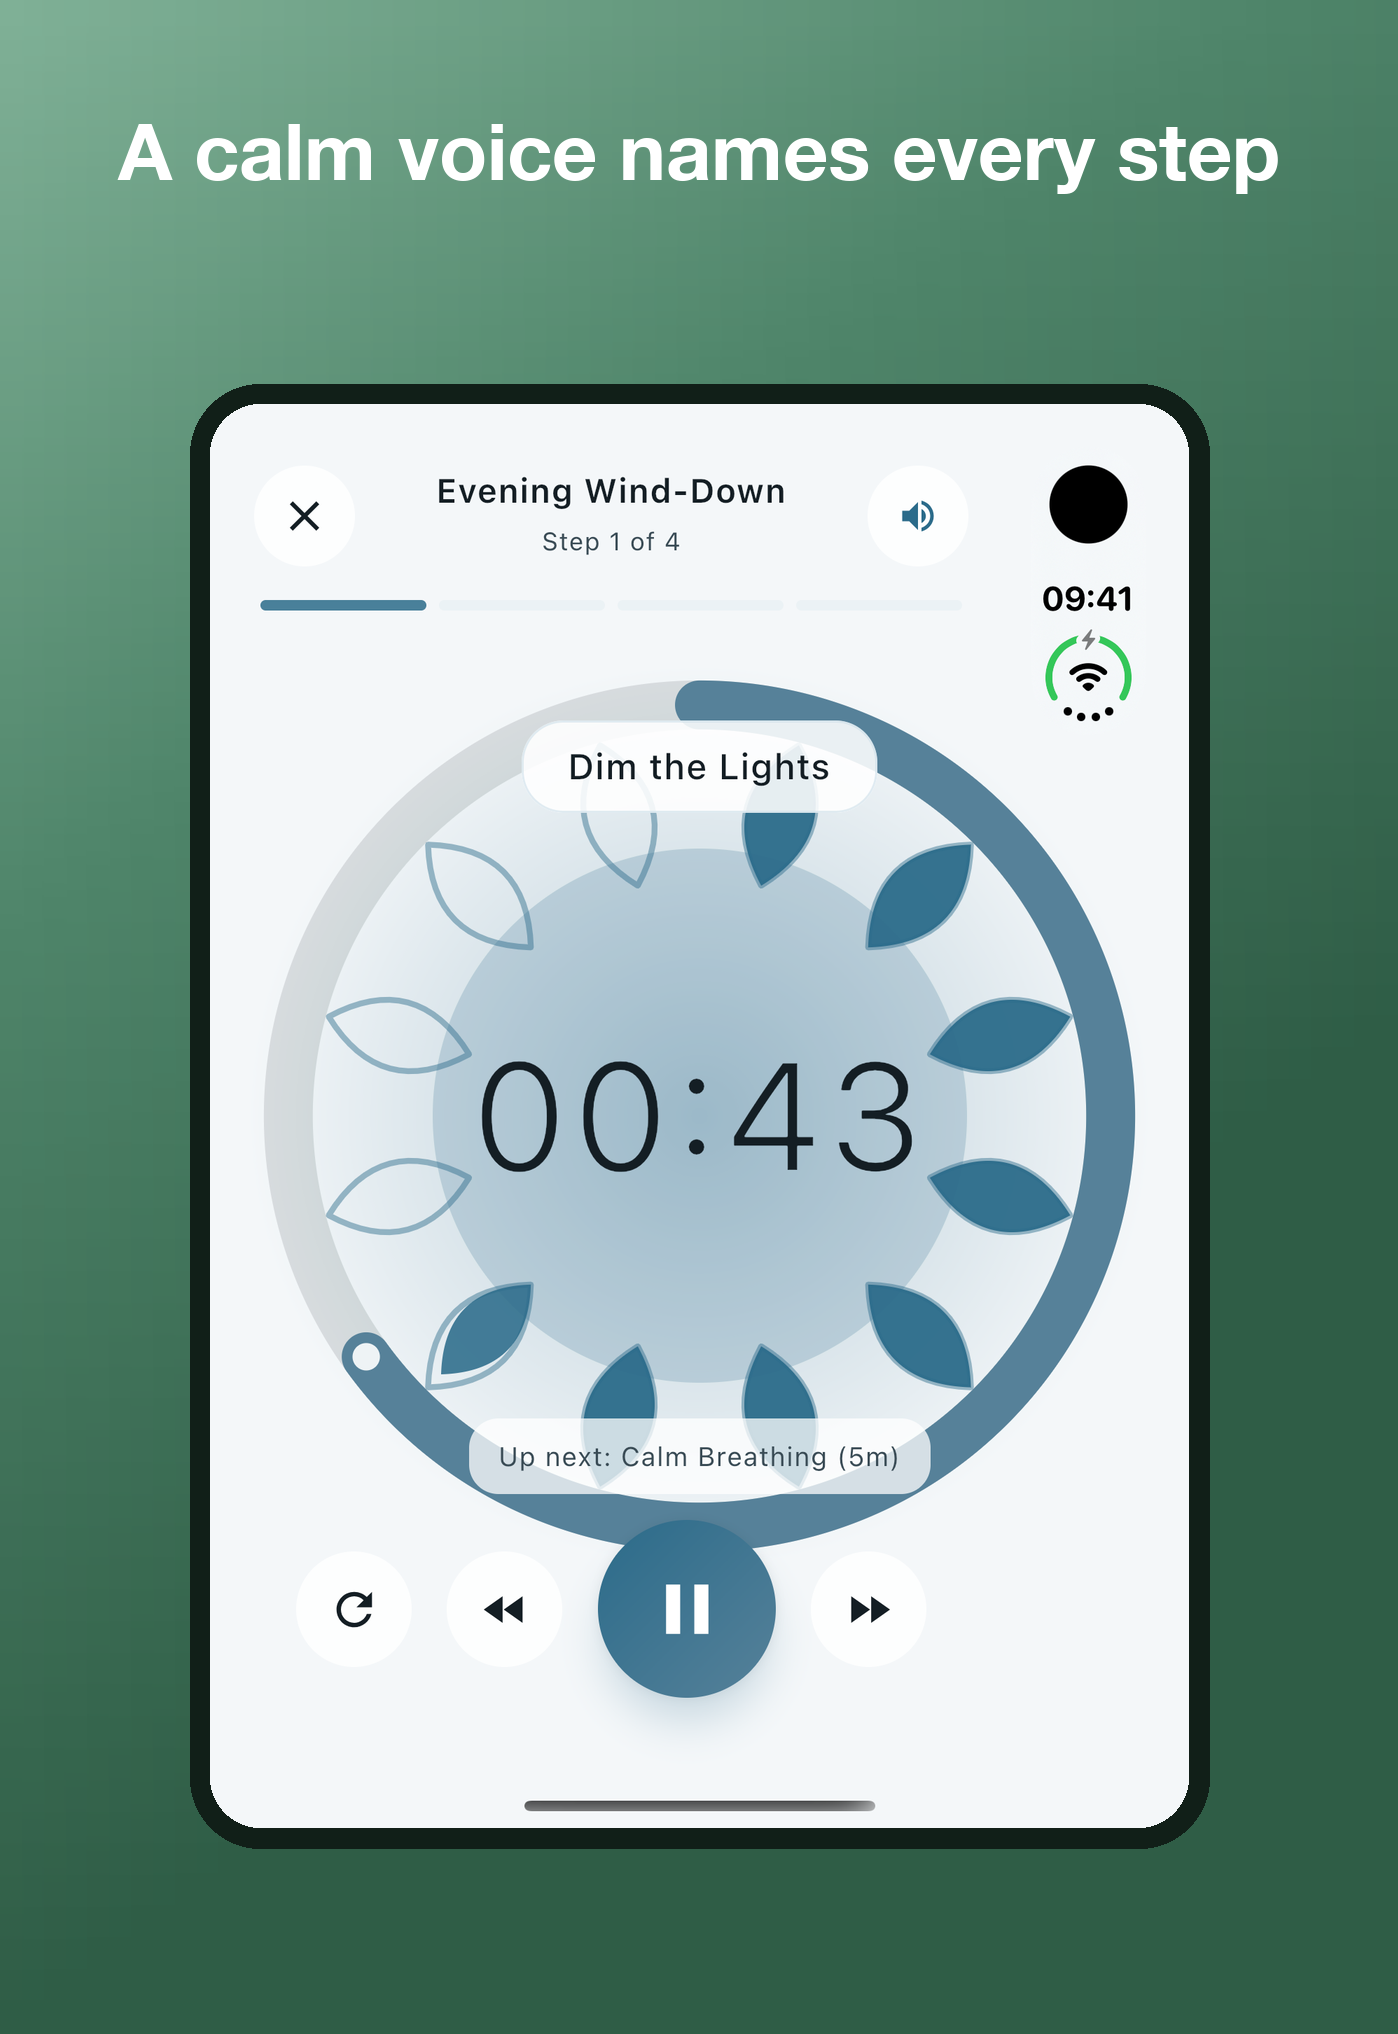 A calm voice names every step
Evening Wind-Down
Step 1 of 4
09:41
Dim the Lights
00:43
Up next: Calm Breathing (5m)